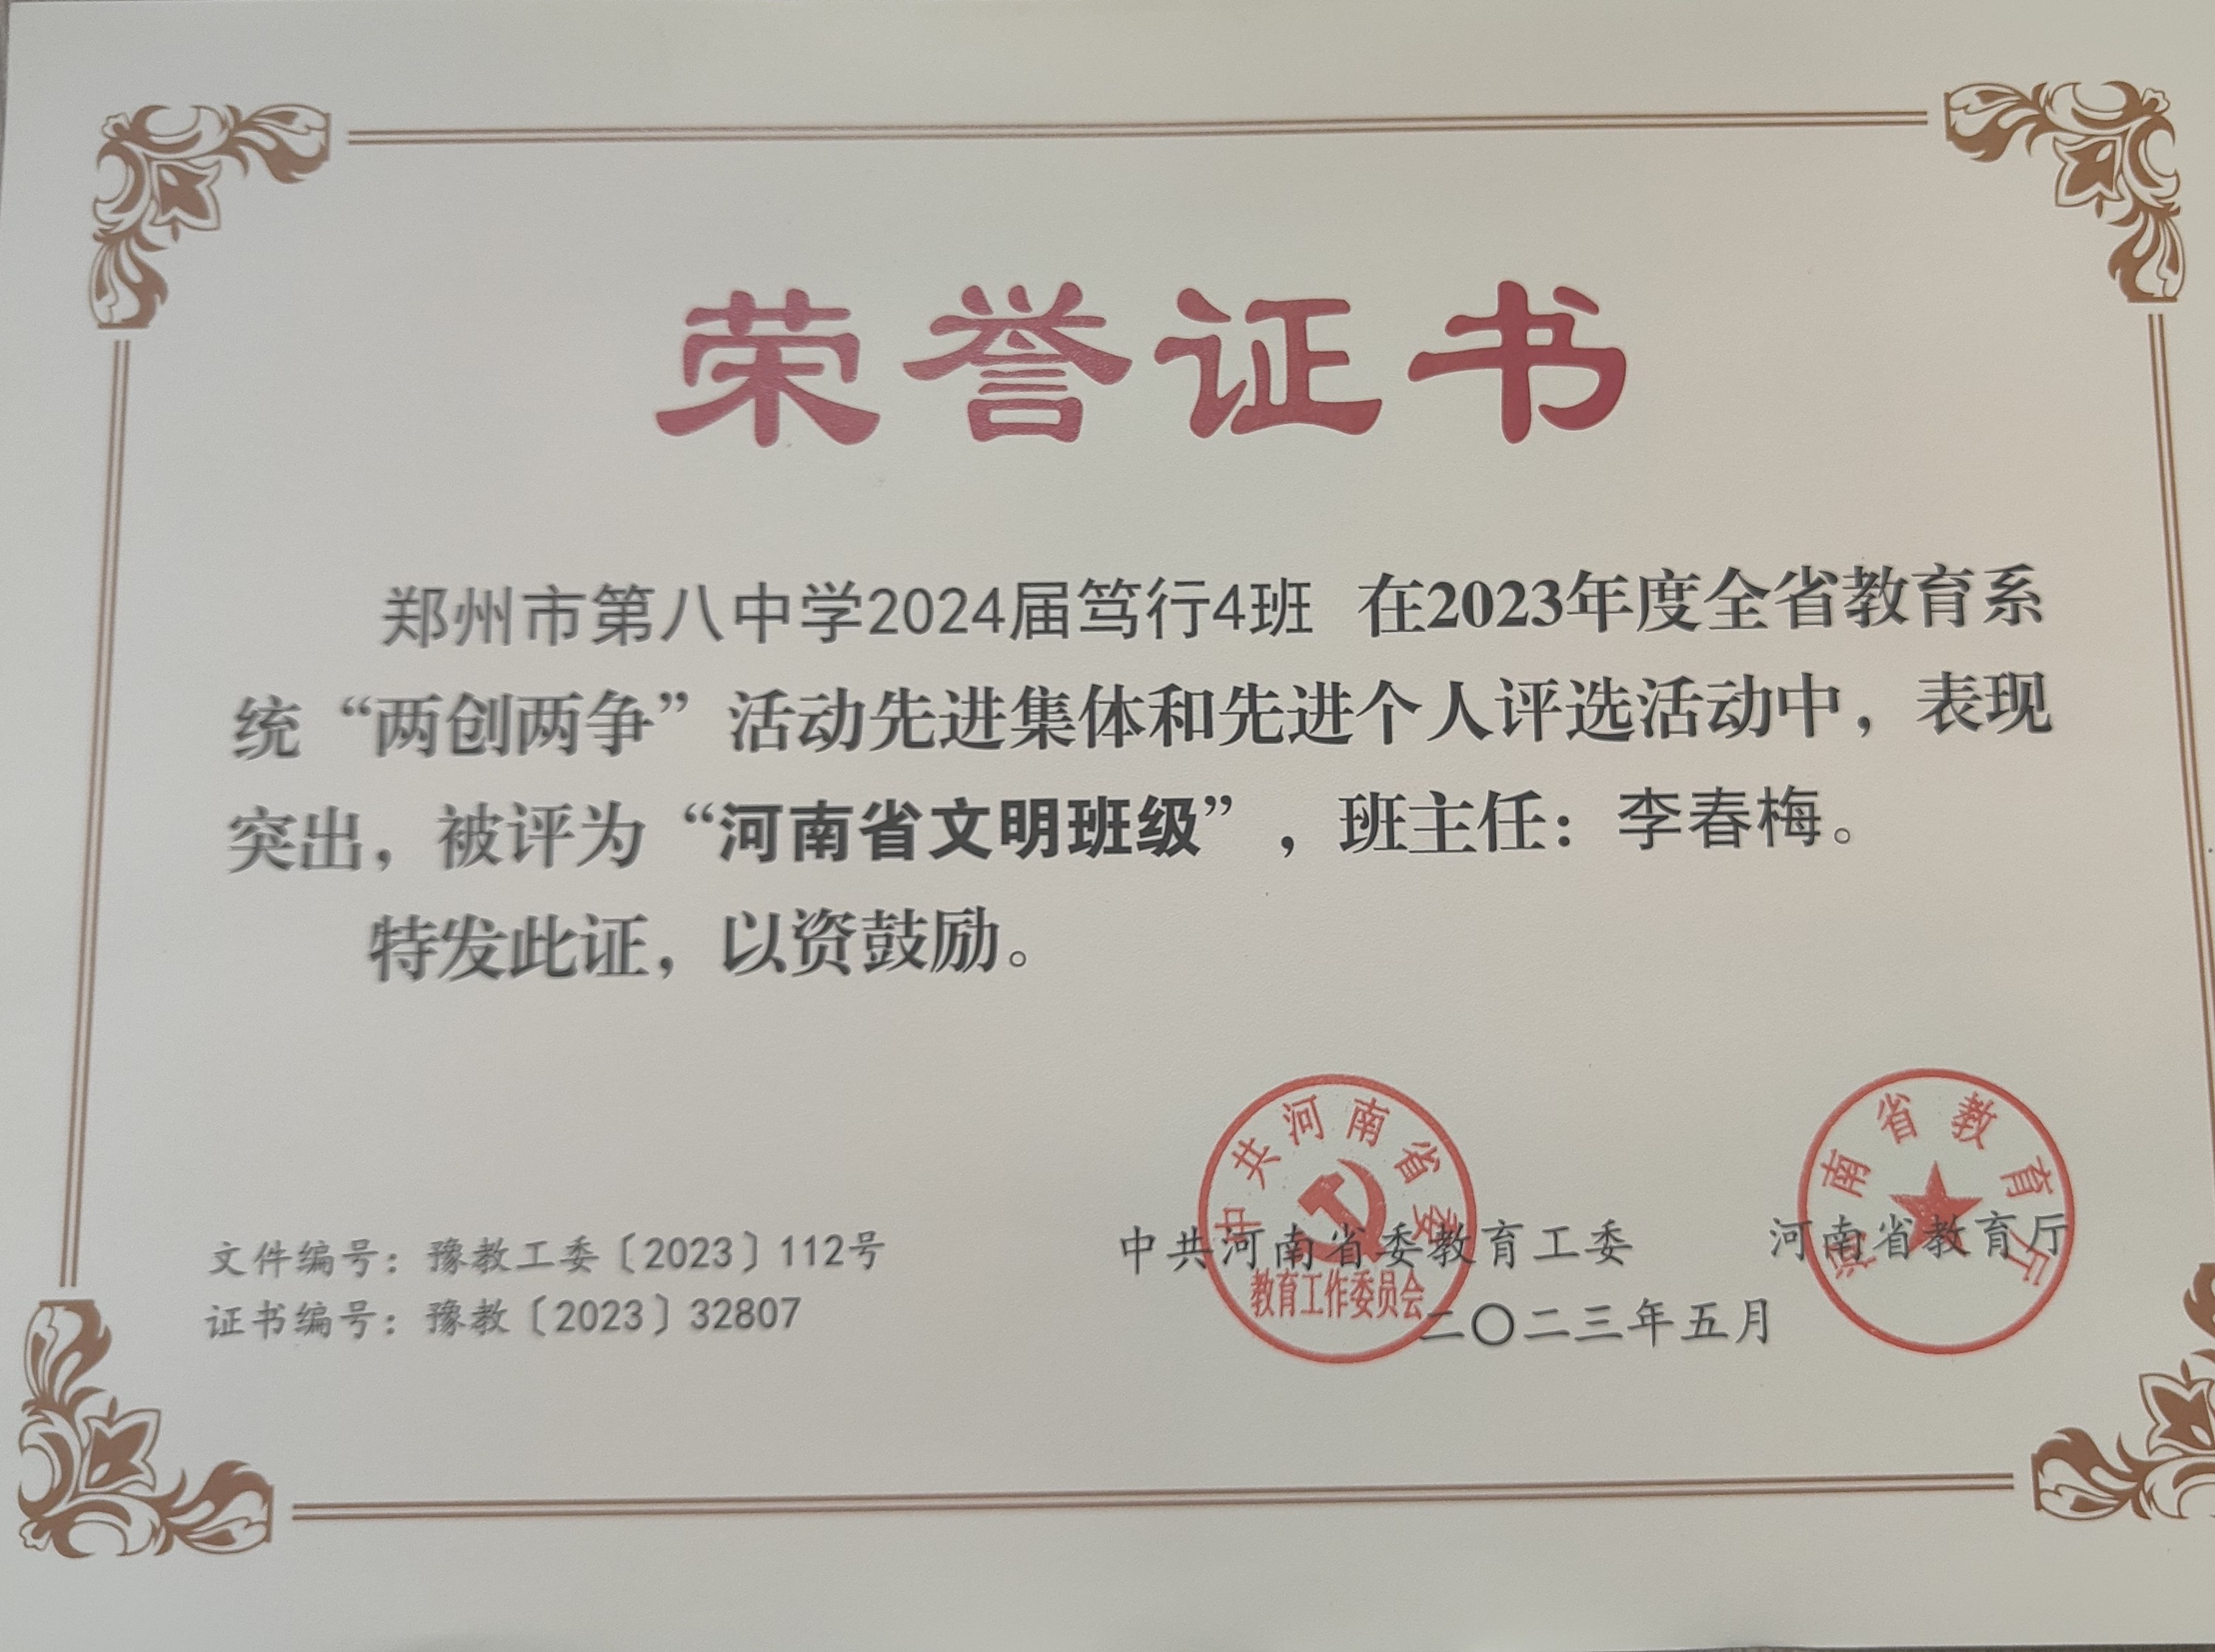 荣誉证书
郑州市第八中学2024届笃行4班 在2023年度全省教育系
统“两创两争”活动先进集体和先进个人评选活动中，表现
突出，被评为“河南省文明班级”，班主任：李春梅。
特发此证，以资鼓励。
中共河南省委
教育工作委员会
河南省教育厅
文件编号：豫教工委〔2023〕112号
中共河南省委教育工委
河南省教育厅
证书编号：豫教〔2023〕32807
二〇二三年五月